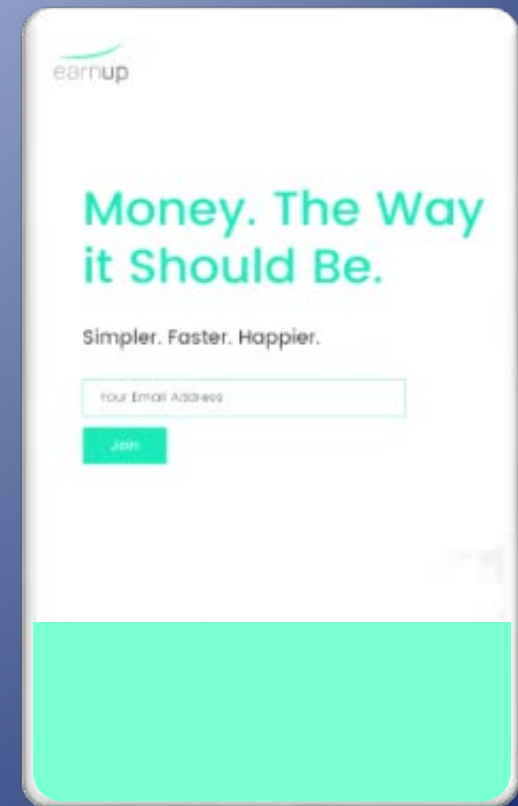 earnup
Money. The Way
it Should Be.
Simpler. Faster. Happier.
Your Email Address
Join